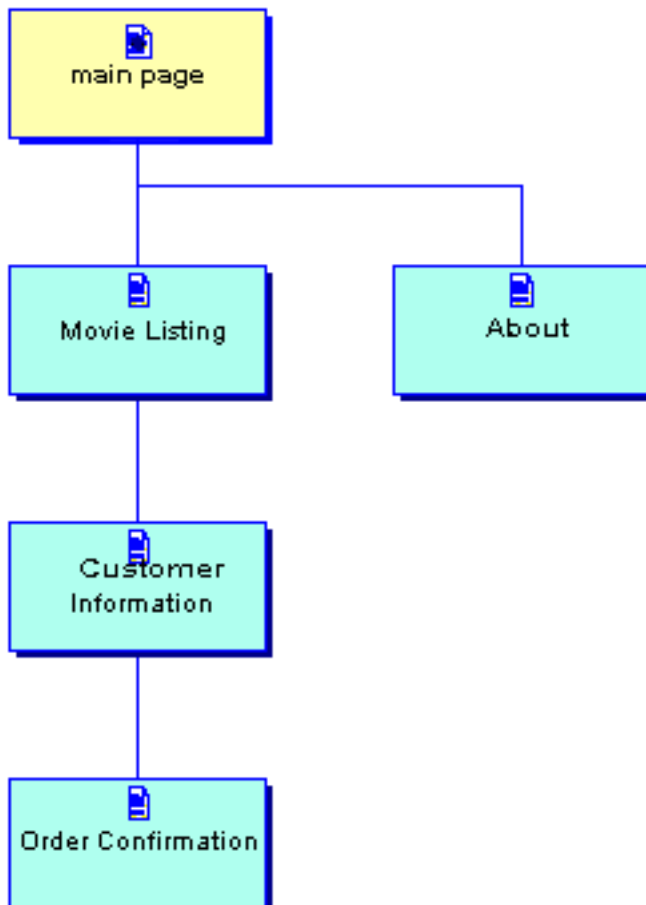 main page
Movie Listing
About
Customer
Information
Order Confirmation